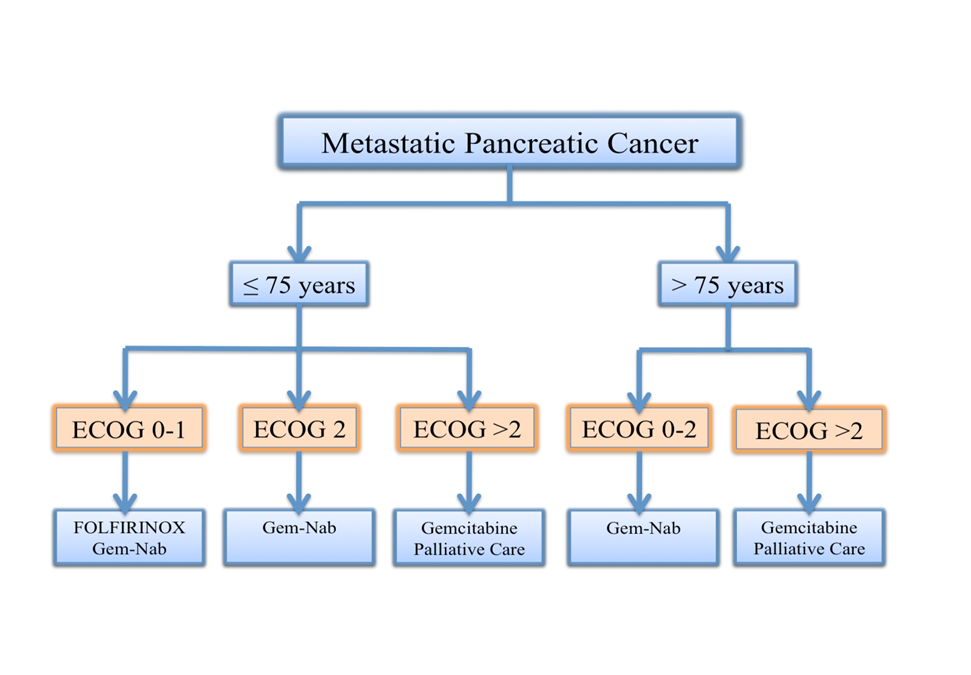 Metastatic Pancreatic Cancer
≤ 75 years
> 75 years
ECOG 0-1
ECOG 2
ECOG >2
ECOG 0-2
ECOG >2
FOLFIRINOX
Gem-Nab
Gem-Nab
Gemcitabine
Palliative Care
Gem-Nab
Gemcitabine
Palliative Care